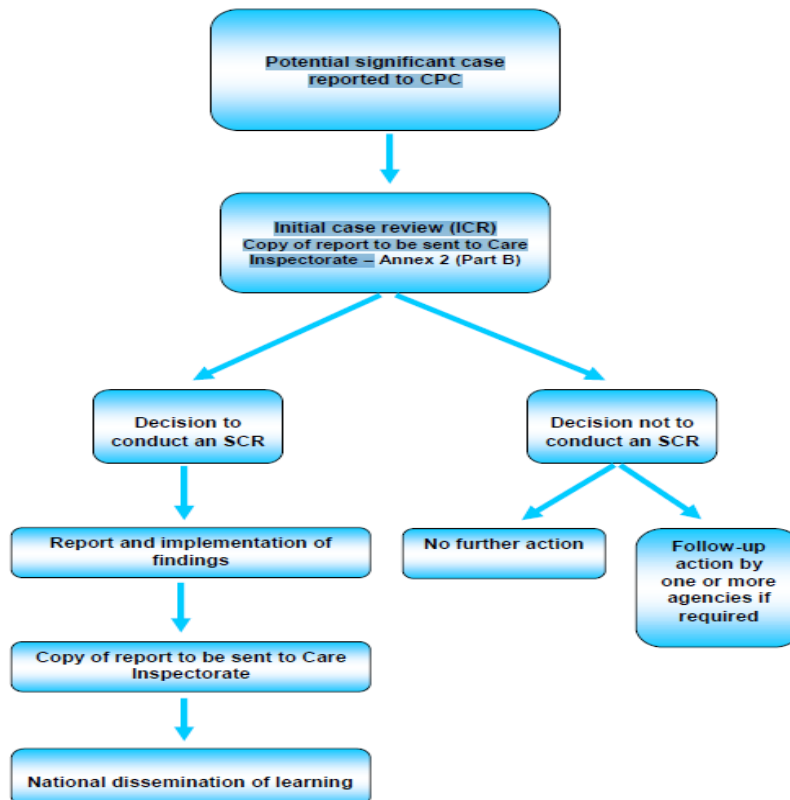 Potential significant case
reported to CPC
Initial case review (ICR)
Copy of report to be sent to Care
Inspectorate – Annex 2 (Part B)
Decision to
conduct an SCR
Decision not to
conduct an SCR
Report and implementation of
findings
No further action
Follow-up
action by
one or more
agencies if
required
Copy of report to be sent to Care
Inspectorate
National dissemination of learning